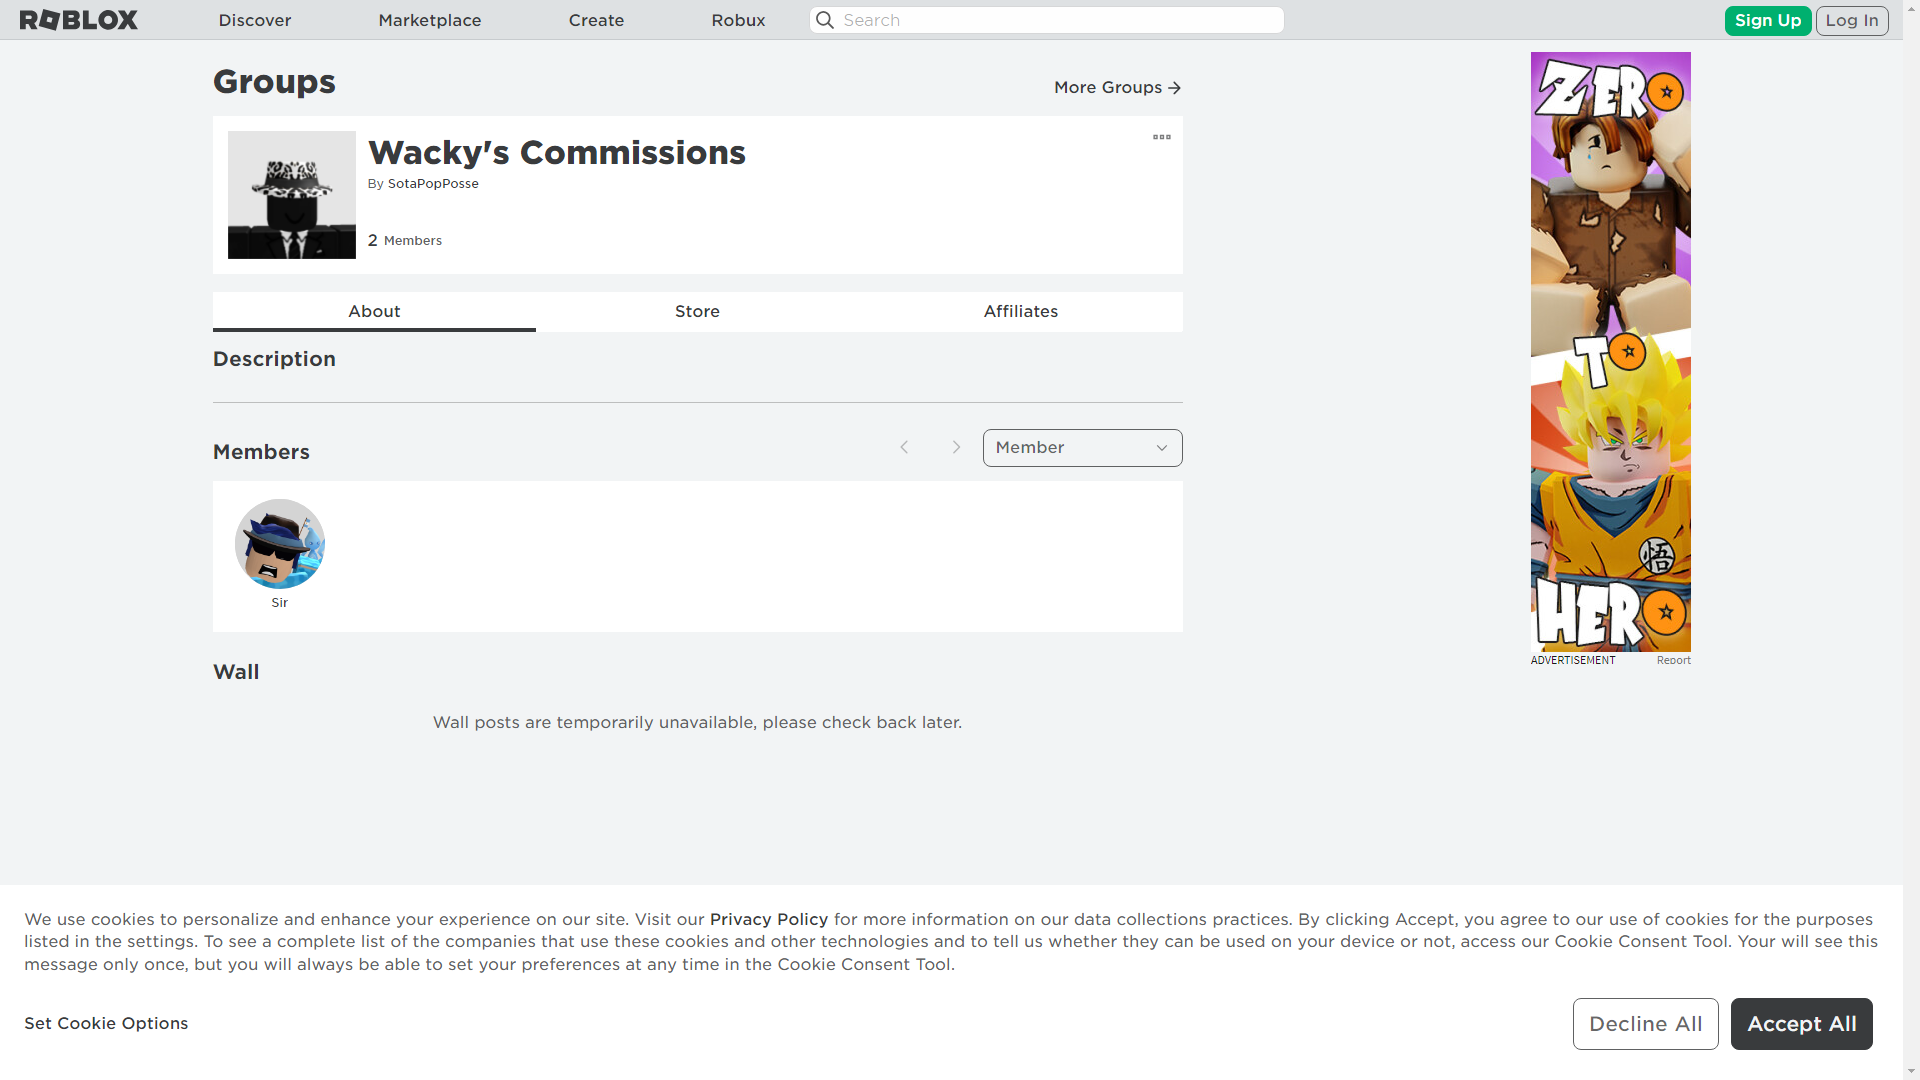 ROBLOX
Discover
Marketplace
Create
Robux
Search
Sign Up
Log In
Groups
More Groups
Wacky's Commissions
By SotaPopPosse
2 Members
About
Store
Affiliates
Description
Members
Member
Sir
Wall
Wall posts are temporarily unavailable, please check back later.
ZERO
TO
悟
HERO
ADVERTISEMENT
Report
We use cookies to personalize and enhance your experience on our site. Visit our Privacy Policy for more information on our data collections practices. By clicking Accept, you agree to our use of cookies for the purposes
listed in the settings. To see a complete list of the companies that use these cookies and other technologies and to tell us whether they can be used on your device or not, access our Cookie Consent Tool. Your will see this
message only once, but you will always be able to set your preferences at any time in the Cookie Consent Tool.
Set Cookie Options
Decline All
Accept All